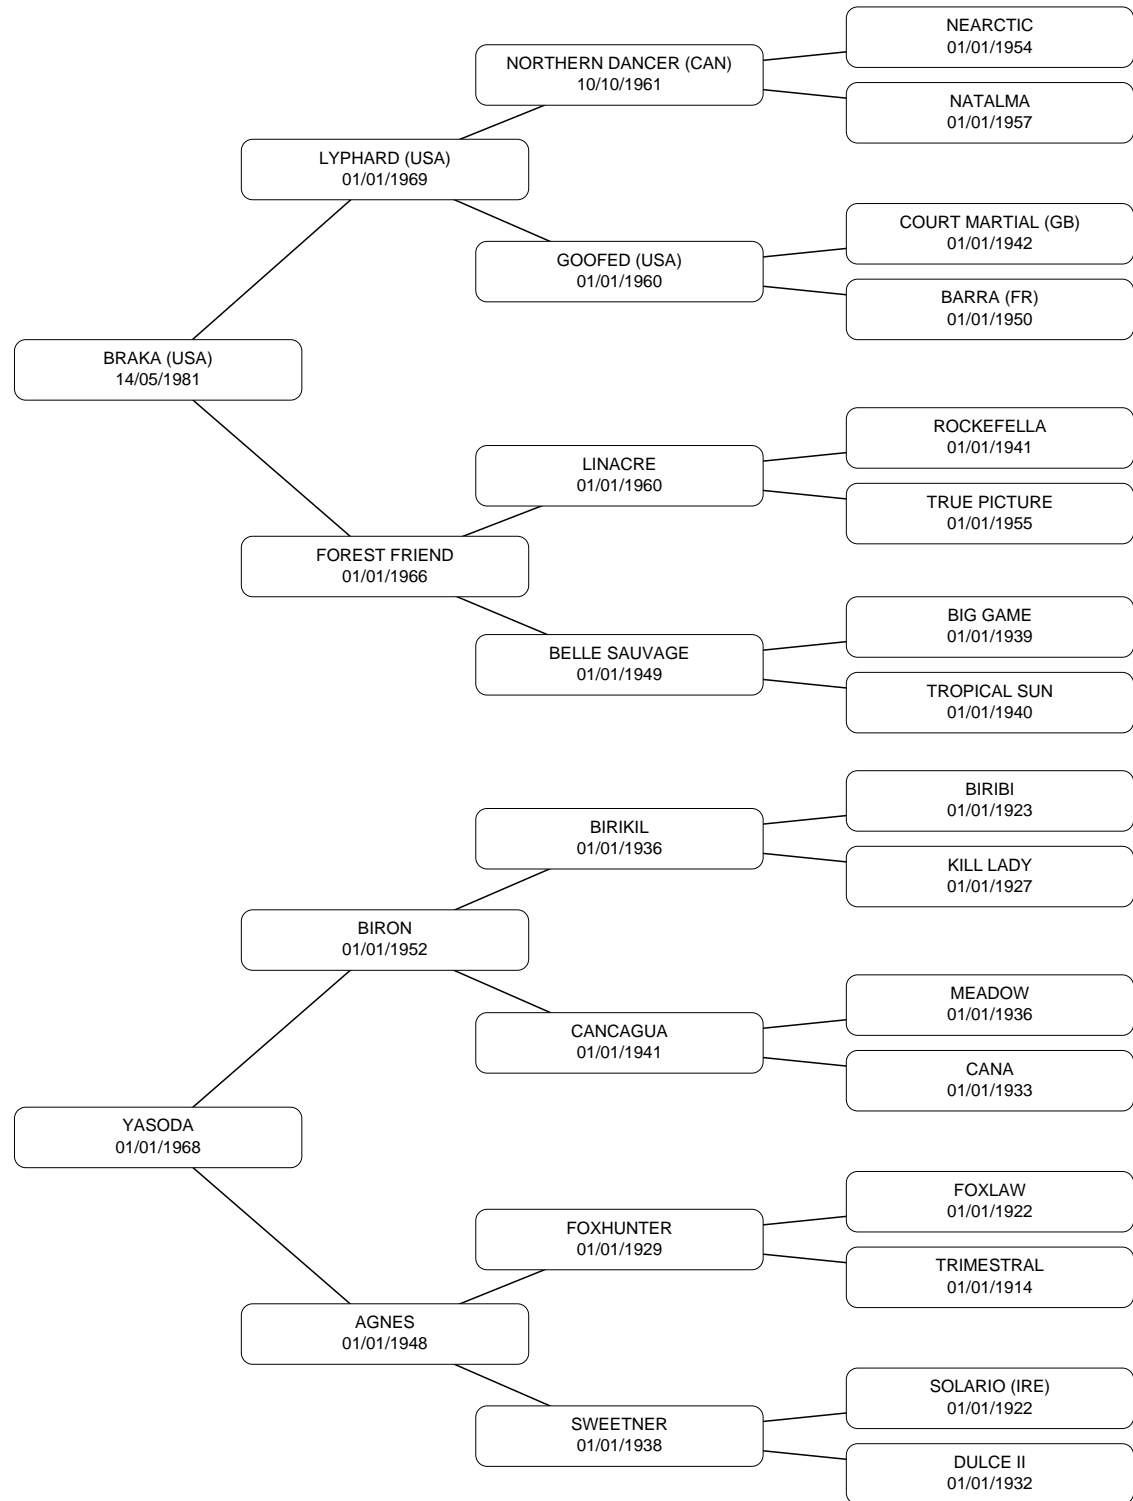 NEARCTIC
01/01/1954
NORTHERN DANCER (CAN)
10/10/1961
NATALMA
01/01/1957
LYPHARD (USA)
01/01/1969
COURT MARTIAL (GB)
01/01/1942
GOOFED (USA)
01/01/1960
BARRA (FR)
01/01/1950
BRAKA (USA)
14/05/1981
ROCKEFELLA
01/01/1941
LINACRE
01/01/1960
TRUE PICTURE
01/01/1955
FOREST FRIEND
01/01/1966
BIG GAME
01/01/1939
BELLE SAUVAGE
01/01/1949
TROPICAL SUN
01/01/1940
BIRIBI
01/01/1923
BIRIKIL
01/01/1936
KILL LADY
01/01/1927
BIRON
01/01/1952
MEADOW
01/01/1936
CANCAGUA
01/01/1941
CANA
01/01/1933
YASODA
01/01/1968
FOXLAW
01/01/1922
FOXHUNTER
01/01/1929
TRIMESTRAL
01/01/1914
AGNES
01/01/1948
SOLARIO (IRE)
01/01/1922
SWEETNER
01/01/1938
DULCE II
01/01/1932